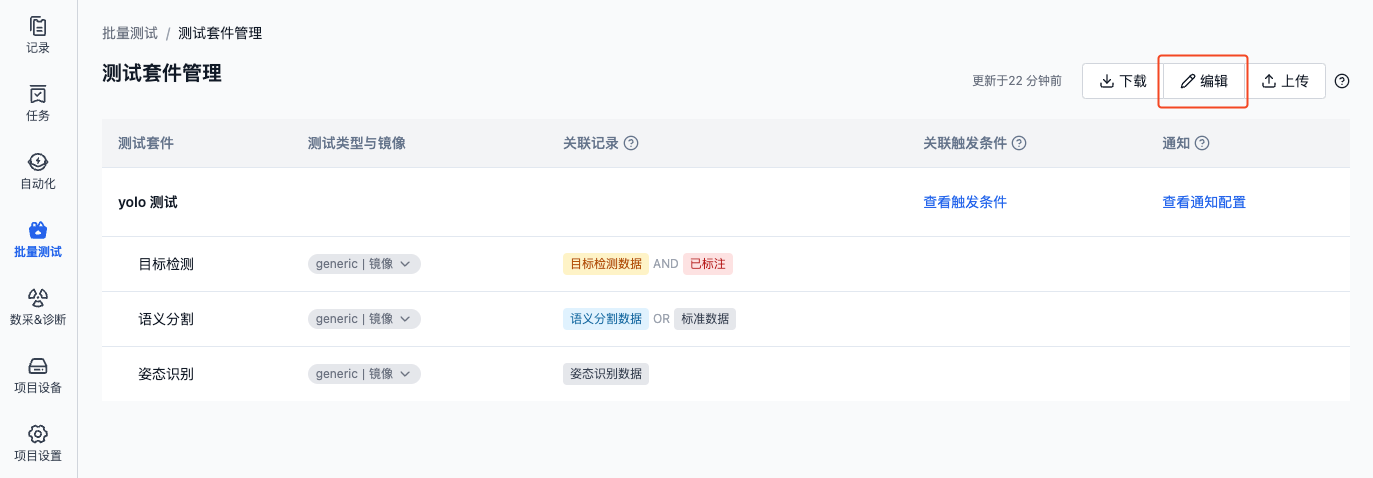 记录
任务
自动化
批量测试
数采&诊断
项目设备
项目设置
批量测试 / 测试套件管理
测试套件管理
更新于22 分钟前
下载
编辑
上传
测试套件 测试类型与镜像 关联记录 关联触发条件 通知
yolo 测试 查看触发条件 查看通知配置
目标检测 generic | 镜像 目标检测数据 AND 已标注
语义分割 generic | 镜像 语义分割数据 OR 标准数据
姿态识别 generic | 镜像 姿态识别数据